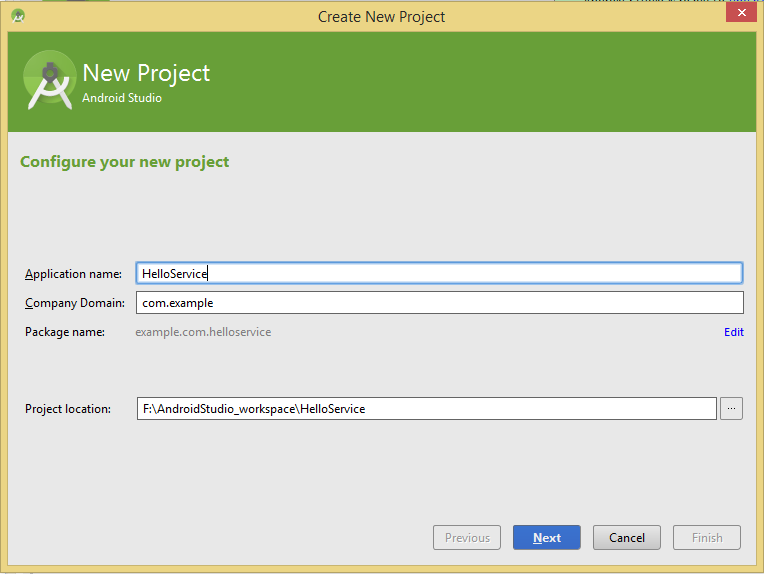 Create New Project
New Project
Android Studio
Configure your new project
Application name: HelloService
Company Domain: com.example
Package name: example.com.helloservice Edit
Project location: F:\AndroidStudio_workspace\HelloService ...
Previous Next Cancel Finish